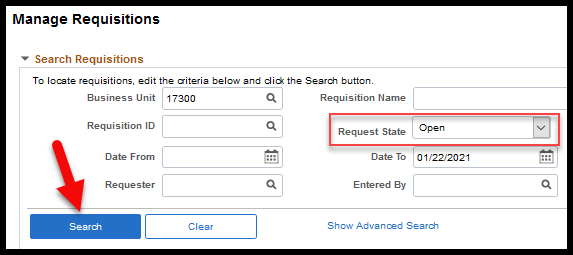 Manage Requisitions
Search Requisitions
To locate requisitions, edit the criteria below and click the Search button.
Business Unit 17300 Requisition Name
Requisition ID Request State Open
Date From Date To 01/22/2021
Requester Entered By
Search Clear Show Advanced Search